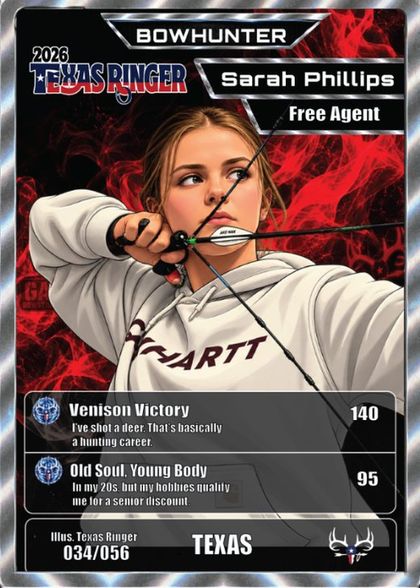 BOWHUNTER
2026
TEXAS RINGER
Sarah Phillips
Free Agent
CARHARTT
Venison Victory 140
I've shot a deer. That's basically
a hunting career.
Old Soul, Young Body 95
In my 20s, but my hobbies qualify
me for a senior discount.
Illus. Texas Ringer
034/056
TEXAS